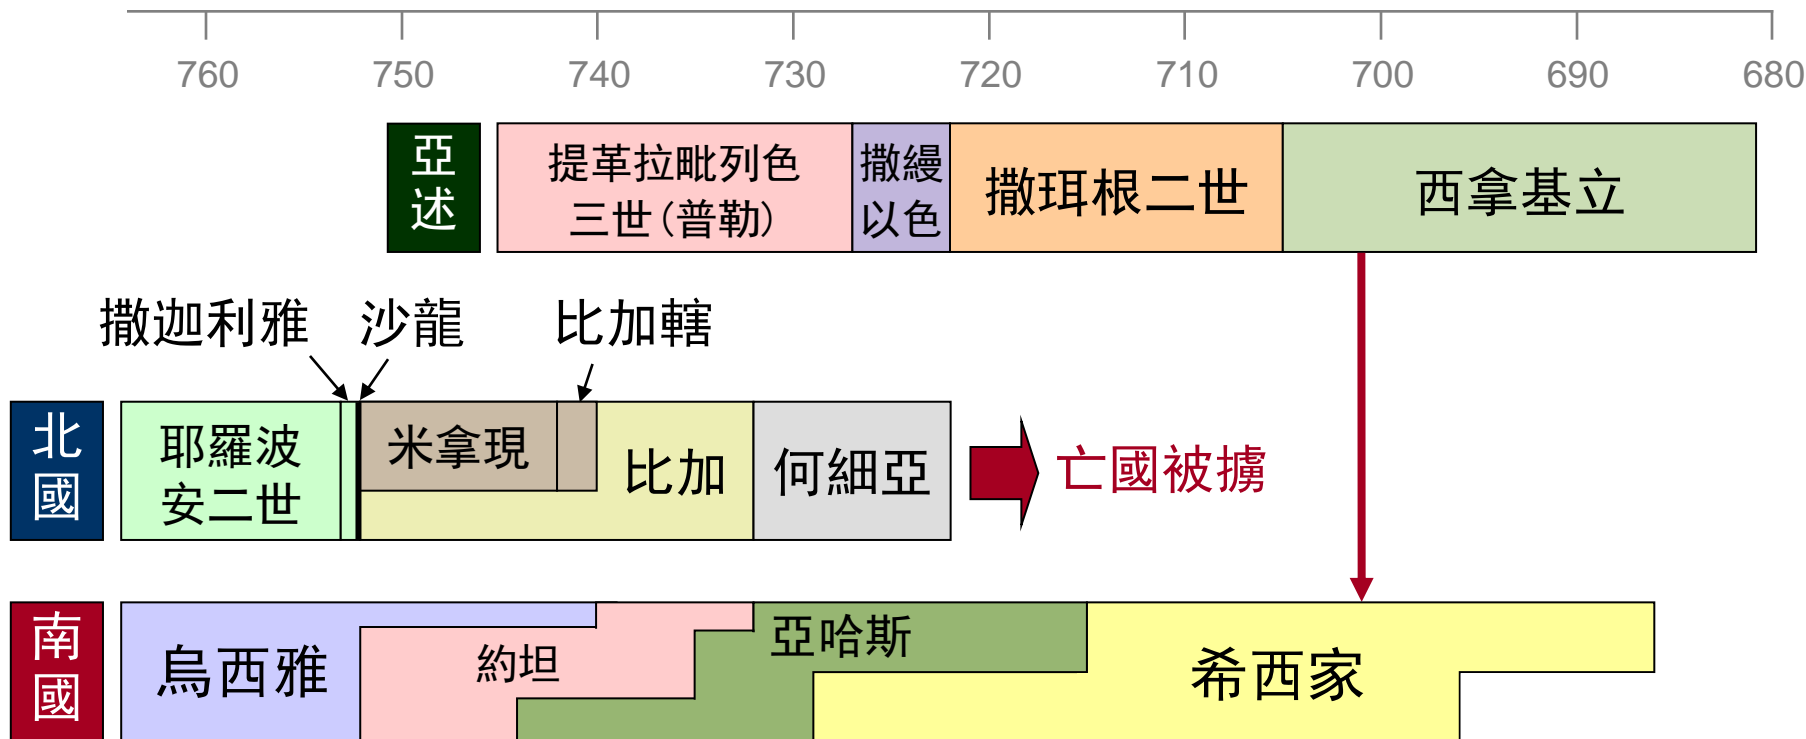 760 750 740 730 720 710 700 690 680
亞述
提革拉毗列色
三世(普勒)
撒縵
以色
撒珥根二世
西拿基立
撒迦利雅
沙龍
比加轄
北國
耶羅波
安二世
米拿現
比加
何細亞
亡國被擄
南國
烏西雅
約坦
亞哈斯
希西家